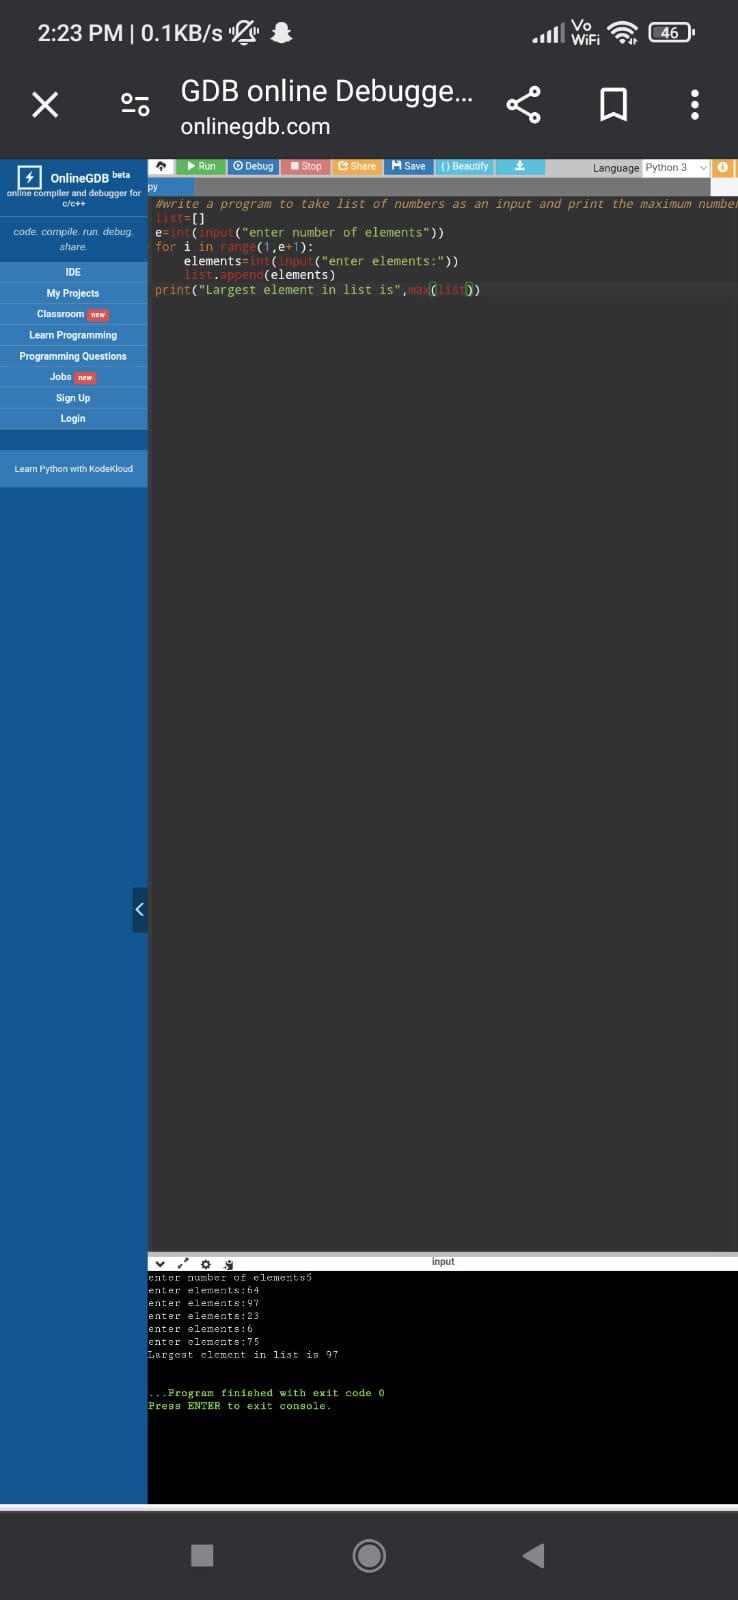 2:23 PM | 0.1KB/s
Vo
WiFi
46
GDB online Debugge...
onlinegdb.com
OnlineGDB beta
online compiler and debugger for
c/c++
code. compile. run. debug.
share.
IDE
My Projects
Classroom new
Learn Programming
Programming Questions
Jobs new
Sign Up
Login
Learn Python with KodeKloud
Run Debug Stop Share Save {} Beautify
Language Python 3
py
#write a program to take list of numbers as an input and print the maximum number
list=[]
e=int(input("enter number of elements"))
for i in range(1,e+1):
    elements=int(input("enter elements:"))
    list.append(elements)
print("Largest element in list is",max(list))
input
enter number of elements5
enter elements:64
enter elements:97
enter elements:23
enter elements:6
enter elements:75
Largest element in list is 97
...Program finished with exit code 0
Press ENTER to exit console.